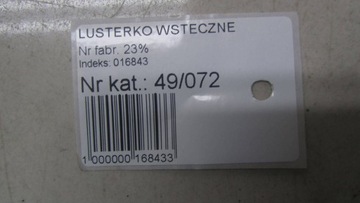 LUSTERKO WSTECZNE
Nr fabr. 23%
Indeks: 016843
Nr kat.: 49/072
1 000000 168433